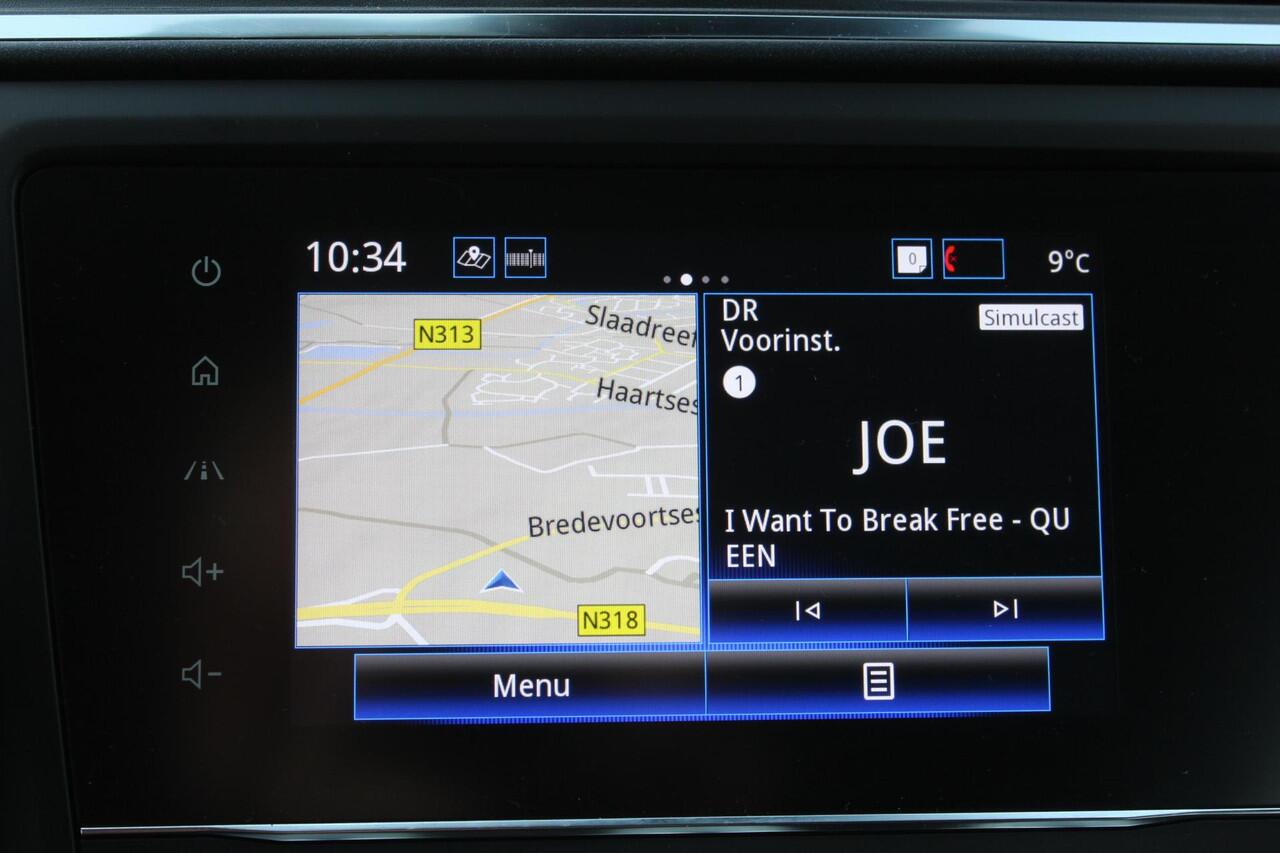 10:34
0
9°C
N313
Slaadreef
Haartses
Bredevoortses
N318
DR
Voorinst.
Simulcast
1
JOE
I Want To Break Free - QU
EEN
Menu